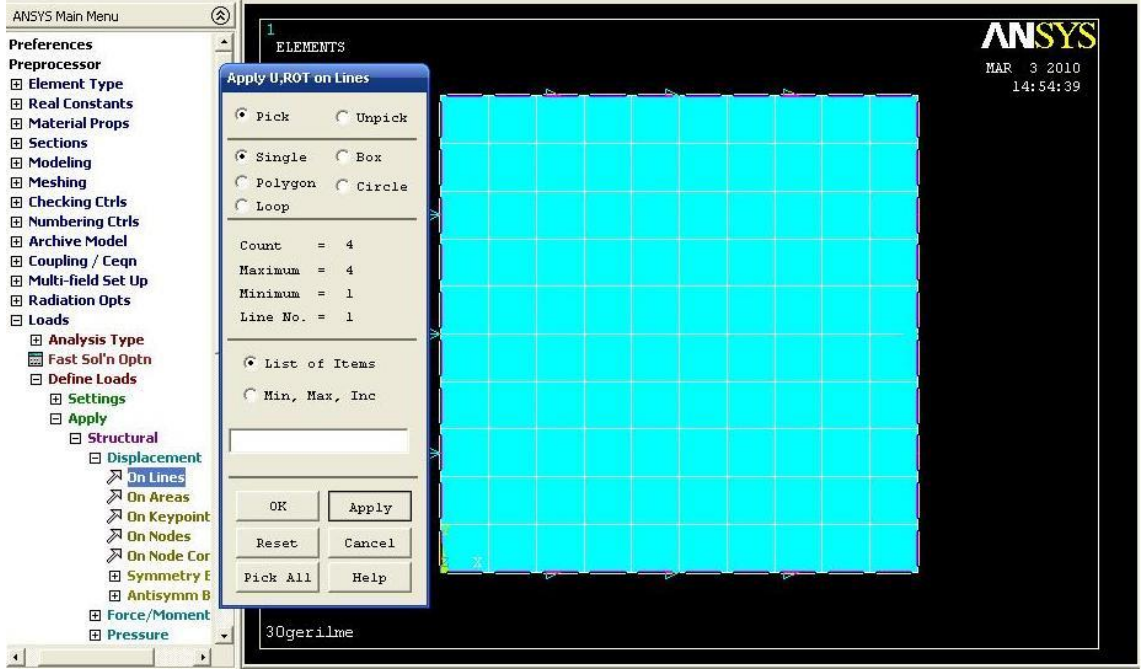 ANSYS Main Menu
Preferences
Preprocessor
Element Type
Real Constants
Material Props
Sections
Modeling
Meshing
Checking Ctrls
Numbering Ctrls
Archive Model
Coupling / Ceqn
Multi-field Set Up
Radiation Opts
Loads
Analysis Type
Fast Sol'n Optn
Define Loads
Settings
Apply
Structural
Displacement
On Lines
On Areas
On Keypoint
On Nodes
On Node Cor
Symmetry E
Antisymm B
Force/Moment
Pressure
Apply U,ROT on Lines
Pick Unpick
Single Box
Polygon Circle
Loop
Count = 4
Maximum = 4
Minimum = 1
Line No. = 1
List of Items
Min, Max, Inc
OK Apply
Reset Cancel
Pick All Help
1
ELEMENTS
ANSYS
MAR 3 2010
14:54:39
Y
Z X
30gerilme